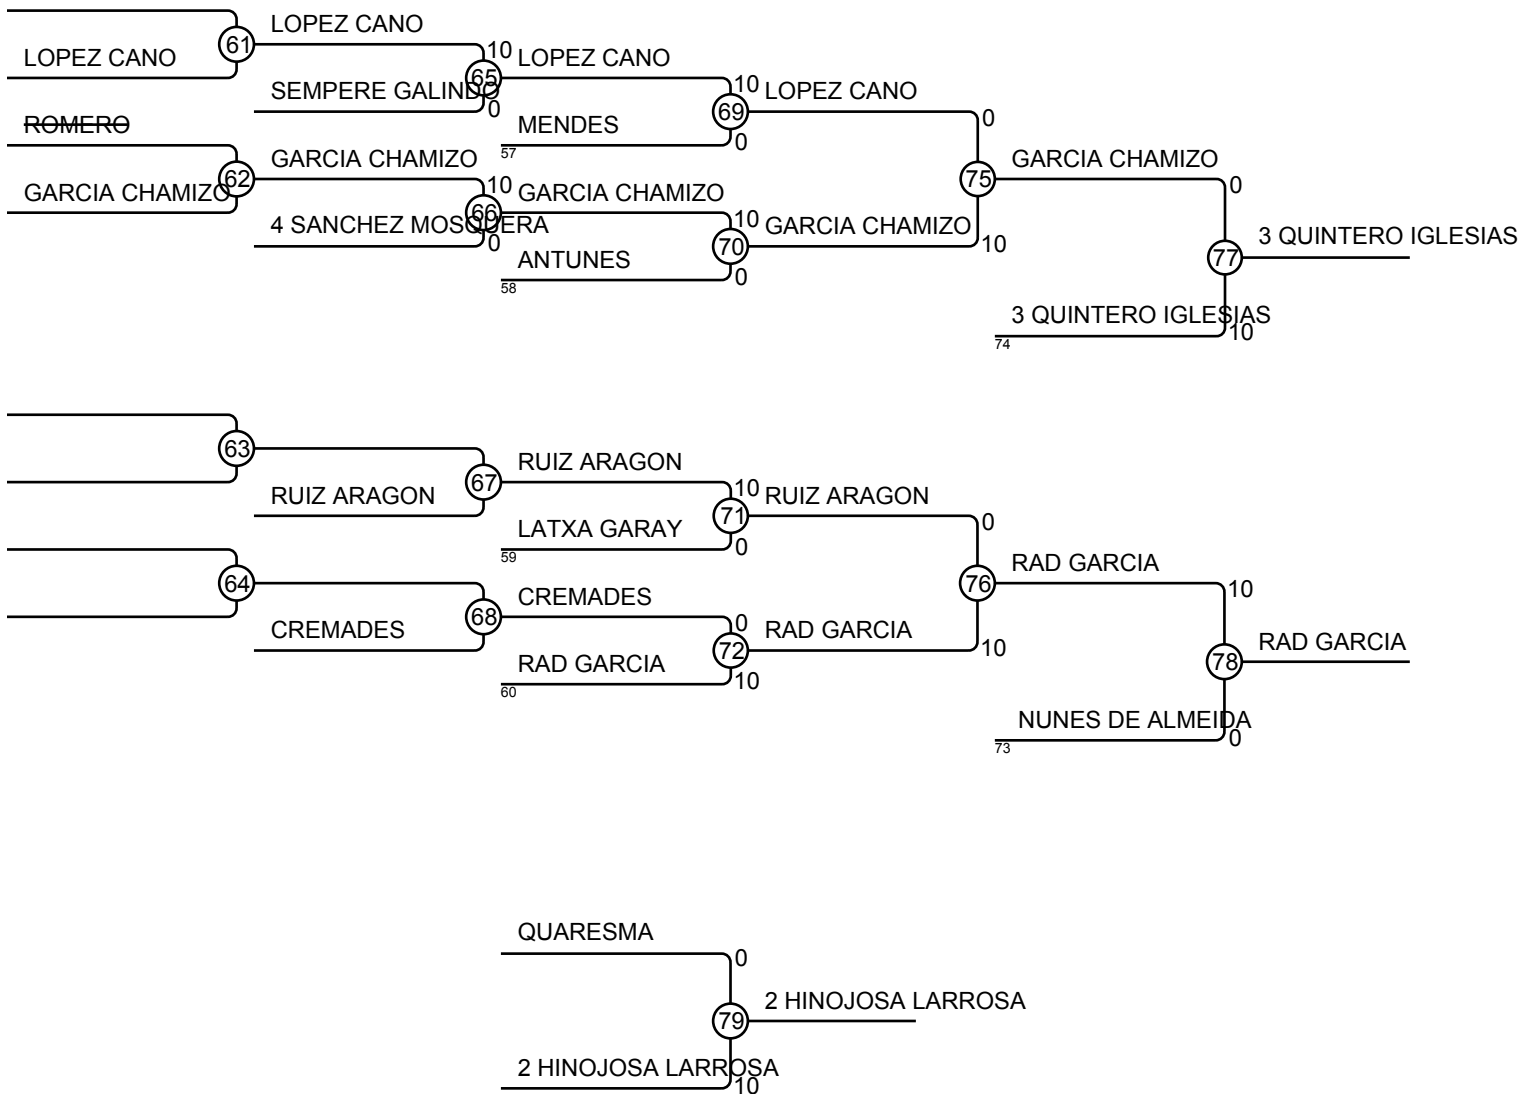 LOPEZ CANO
61
LOPEZ CANO
10
LOPEZ CANO
65
10
SEMPERE GALINDO
0
LOPEZ CANO
69
ROMERO
MENDES
0
0
57
GARCIA CHAMIZO
GARCIA CHAMIZO
62
10
75
GARCIA CHAMIZO
0
GARCIA CHAMIZO
66
10
4 SANCHEZ MOSQUERA
0
GARCIA CHAMIZO
70
10
3 QUINTERO IGLESIAS
77
ANTUNES
0
58
3 QUINTERO IGLESIAS
10
74
63
RUIZ ARAGON
67
10
RUIZ ARAGON
RUIZ ARAGON
71
0
LATXA GARAY
0
59
RAD GARCIA
64
76
10
CREMADES
0
CREMADES
68
RAD GARCIA
72
10
RAD GARCIA
78
RAD GARCIA
10
60
NUNES DE ALMEIDA
0
73
QUARESMA
0
2 HINOJOSA LARROSA
79
2 HINOJOSA LARROSA
10